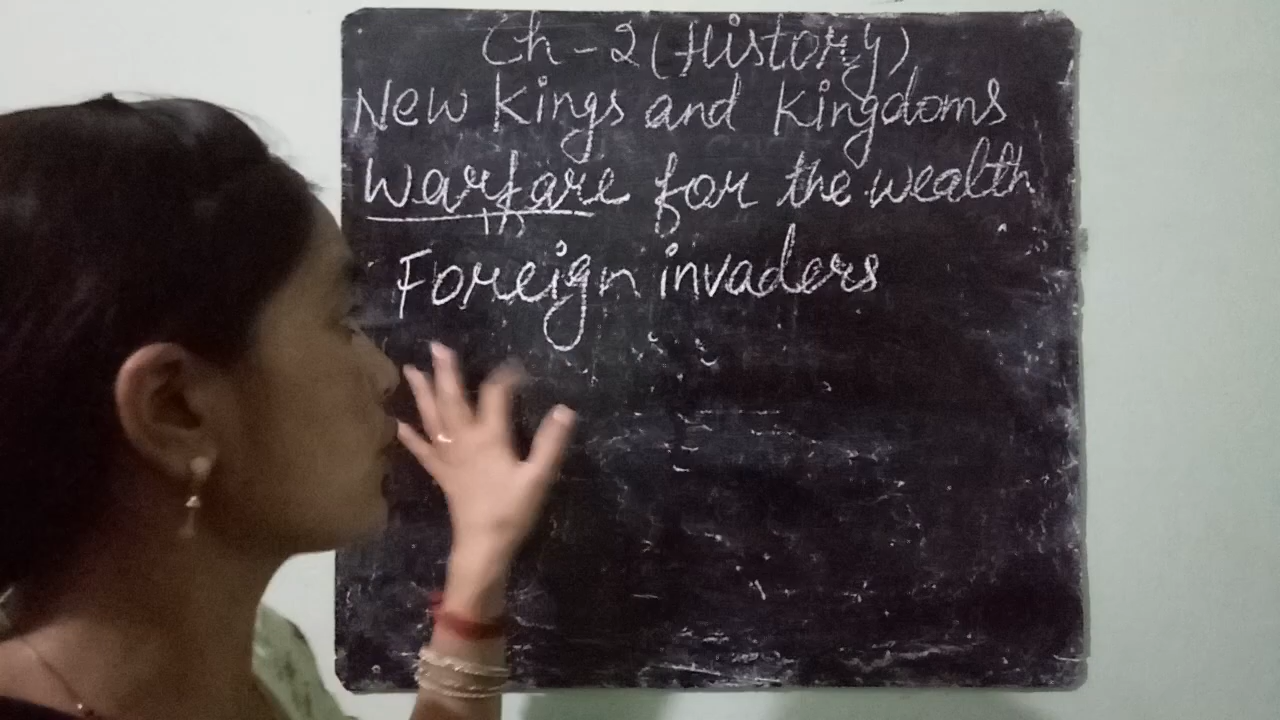 Ch - 2 (History)
New Kings and Kingdoms
Warfare for the wealth
Foreign invaders